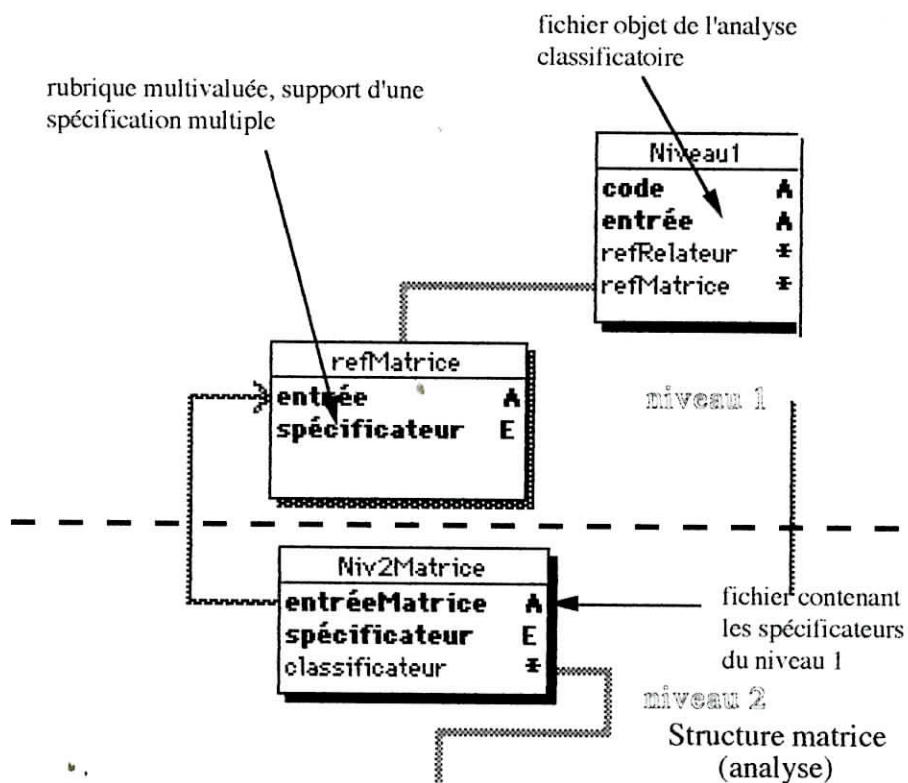 fichier objet de l'analyse
classificatoire
rubrique multivaluée, support d'une
spécification multiple
Niveau1
code A
entrée A
refRelateur *
refMatrice *
refMatrice
entrée A
spécificateur E
niveau 1
Niv2Matrice
entréeMatrice A
spécificateur E
classificateur *
fichier contenant
les spécificateurs
du niveau 1
niveau 2
Structure matrice
(analyse)